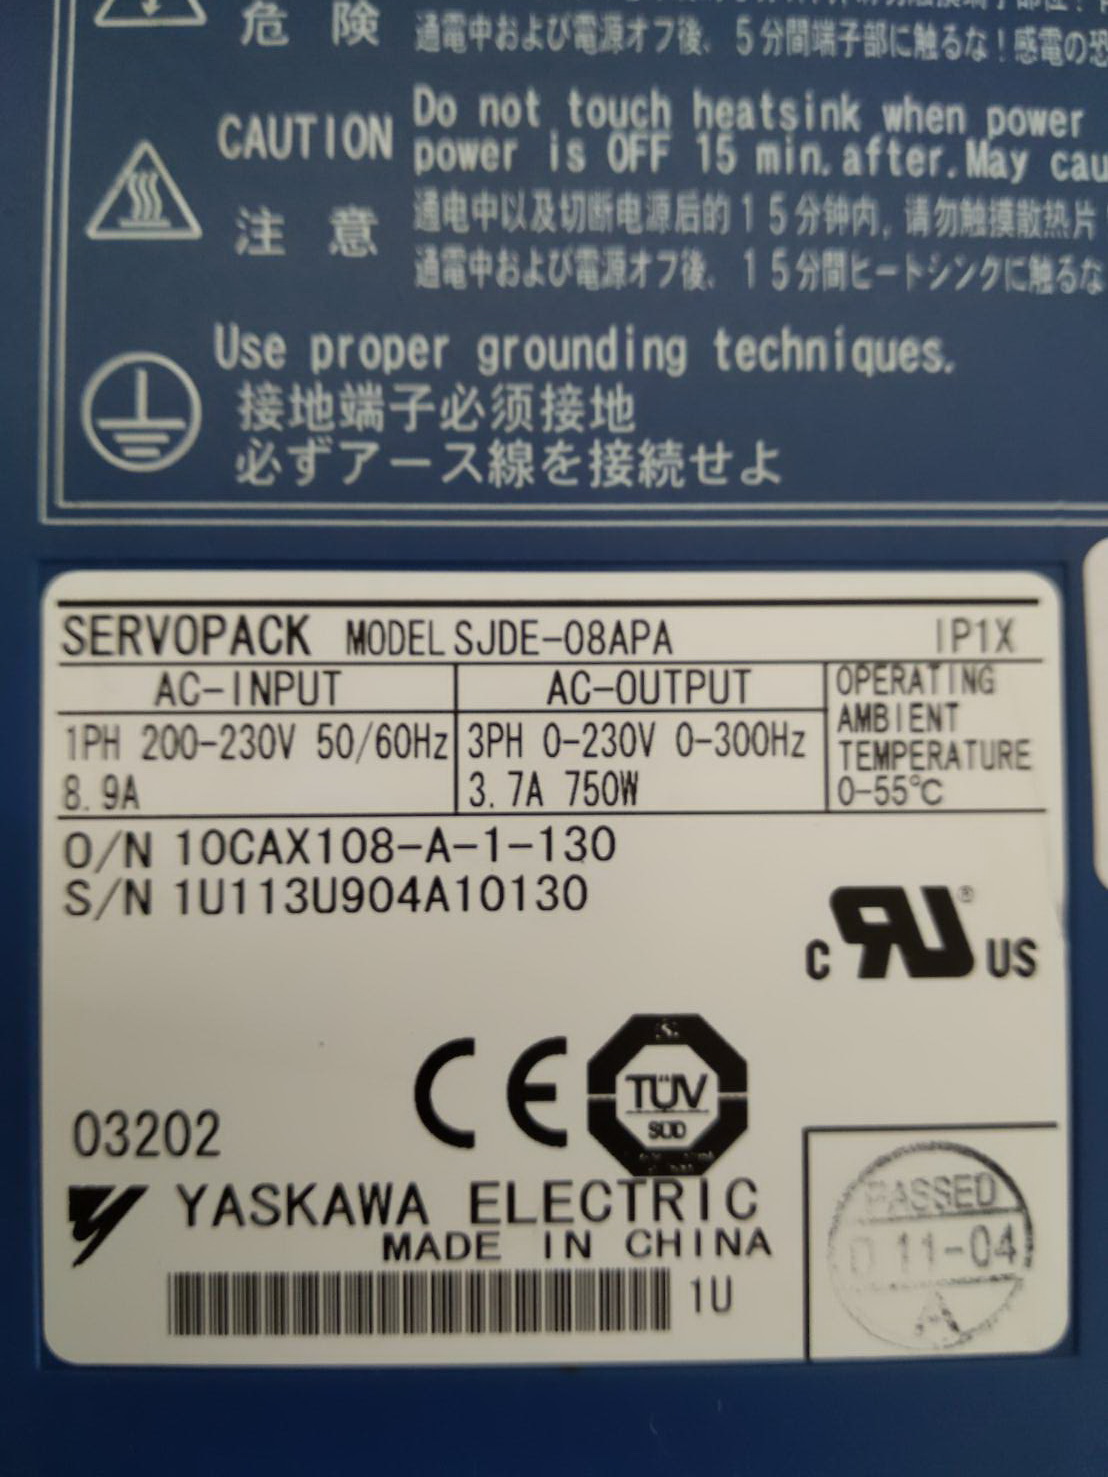 危 険
通電中および電源オフ後、5分間端子部に触るな!感電の恐
CAUTION
Do not touch heatsink when power
power is OFF 15 min. after. May cau
注 意
通电中以及切断电源后的15分钟内,请勿触摸散热片
通電中および電源オフ後、15分間ヒートシンクに触るな
Use proper grounding techniques.
接地端子必须接地
必ずアース線を接続せよ
SERVOPACK MODEL SJDE-08APA IP1X
AC-INPUT AC-OUTPUT OPERATING
AMBIENT
1PH 200-230V 50/60Hz 3PH 0-230V 0-300Hz TEMPERATURE
8.9A 3.7A 750W 0-55℃
O/N 10CAX108-A-1-130
S/N 1U113U904A10130
C RU ® US
CE TÜV
SÜD
03202
YASKAWA ELECTRIC
MADE IN CHINA
1U
PASSED
11-04
A